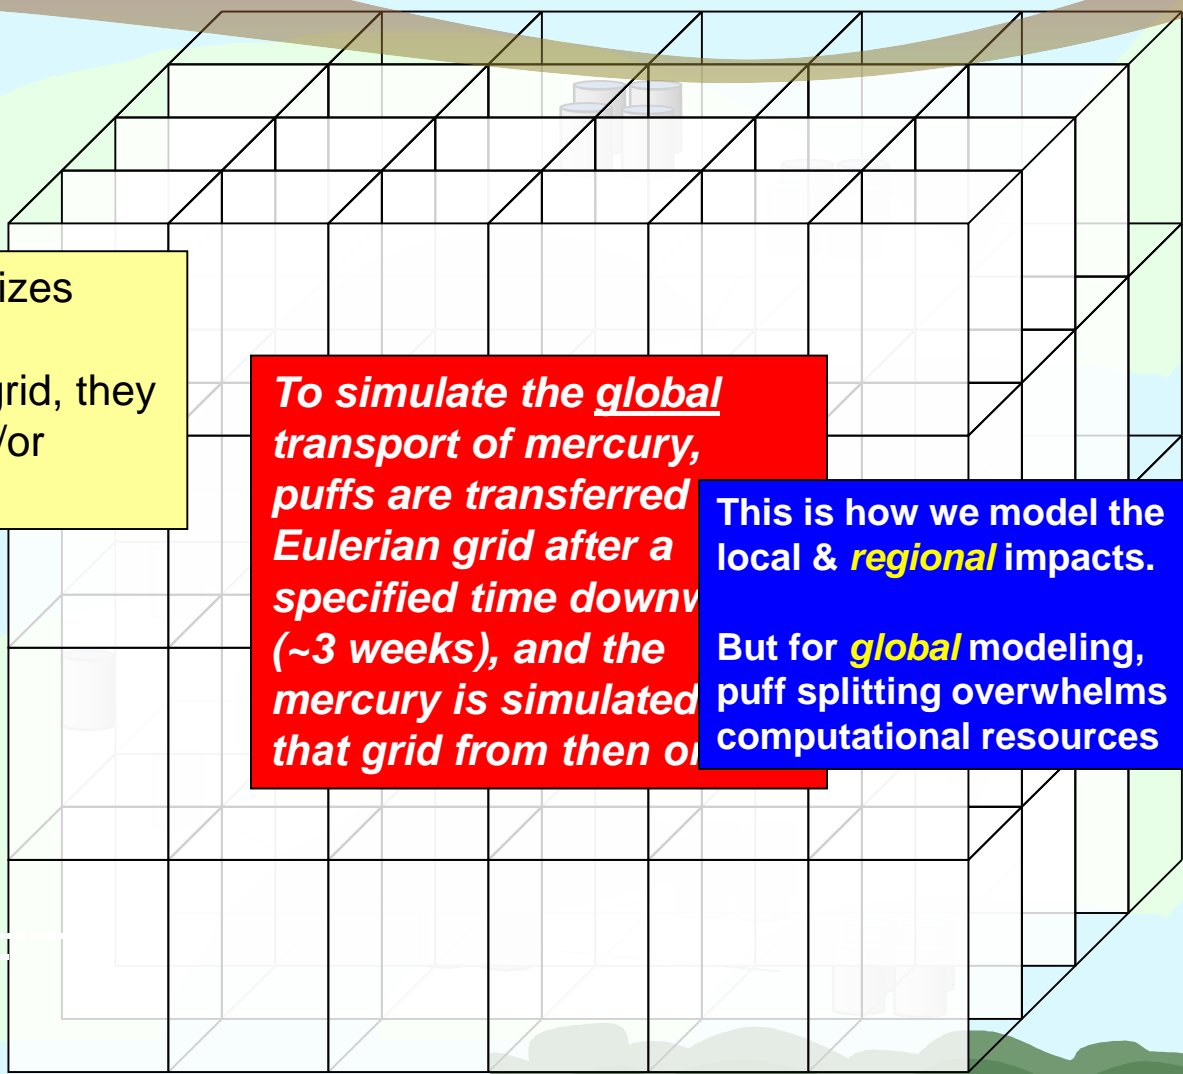 izes
grid, they
/or
To simulate the global
transport of mercury,
puffs are transferred
Eulerian grid after a
specified time
(~3 weeks), and the
mercury is simulated
that grid from then
This is how we model the
local & regional impacts.
But for global modeling,
puff splitting overwhelms
computational resources